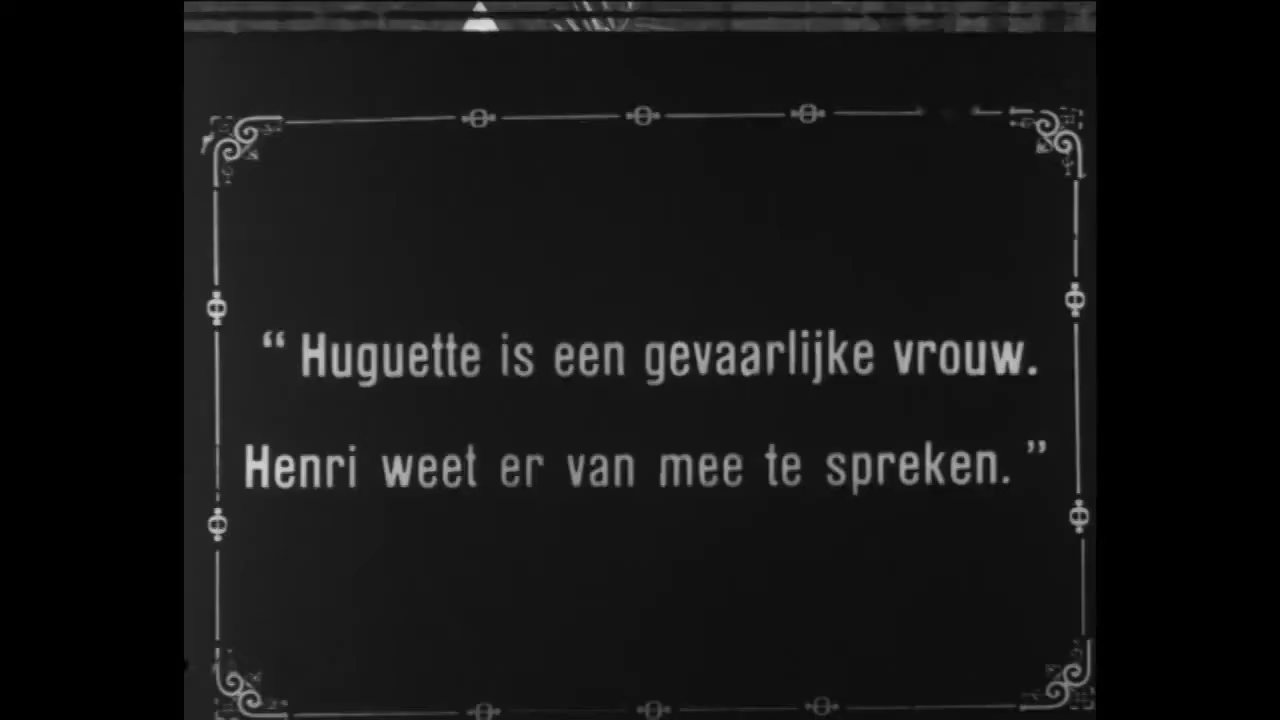 “ Huguette is een gevaarlijke vrouw.
Henri weet er van mee te spreken. ”